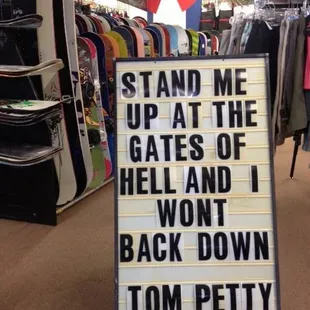 STAND ME
UP AT THE
GATES OF
HELL AND I
WONT
BACK DOWN
TOM PETTY